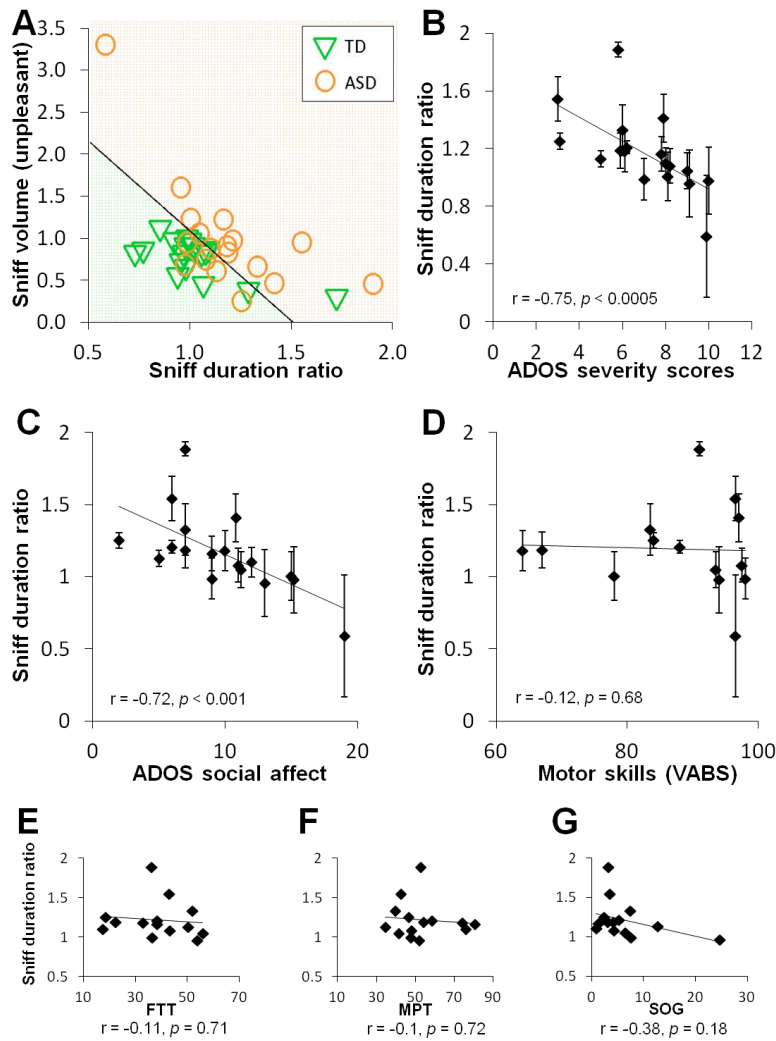 A
Sniff volume (unpleasant)
3.5
3.0
2.5
2.0
1.5
1.0
0.5
0.0
TD
ASD
0.5 1.0 1.5 2.0
Sniff duration ratio
B
Sniff duration ratio
2
1.6
1.2
0.8
0.4
0
r = -0.75, p < 0.0005
0 2 4 6 8 10 12
ADOS severity scores
C
Sniff duration ratio
2
1.5
1
0.5
0
r = -0.72, p < 0.001
0 10 20
ADOS social affect
D
Sniff duration ratio
2
1.5
1
0.5
0
r = -0.12, p = 0.68
60 80 100
Motor skills (VABS)
E
Sniff duration ratio
2
1.5
1
0.5
10 30 50 70
FTT
r = -0.11, p = 0.71
F
2
1.5
1
0.5
10 30 50 70 90
MPT
r = -0.1, p = 0.72
G
2
1.5
1
0.5
0 10 20 30
SOG
r = -0.38, p = 0.18